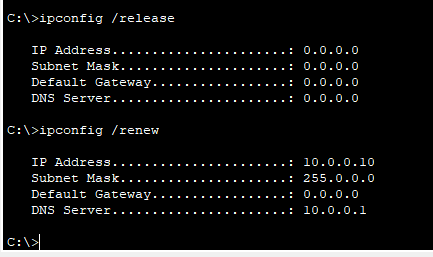 C:\>ipconfig /release
IP Address......................: 0.0.0.0
Subnet Mask.....................: 0.0.0.0
Default Gateway.................: 0.0.0.0
DNS Server......................: 0.0.0.0
C:\>ipconfig /renew
IP Address......................: 10.0.0.10
Subnet Mask.....................: 255.0.0.0
Default Gateway.................: 0.0.0.0
DNS Server......................: 10.0.0.1
C:\>